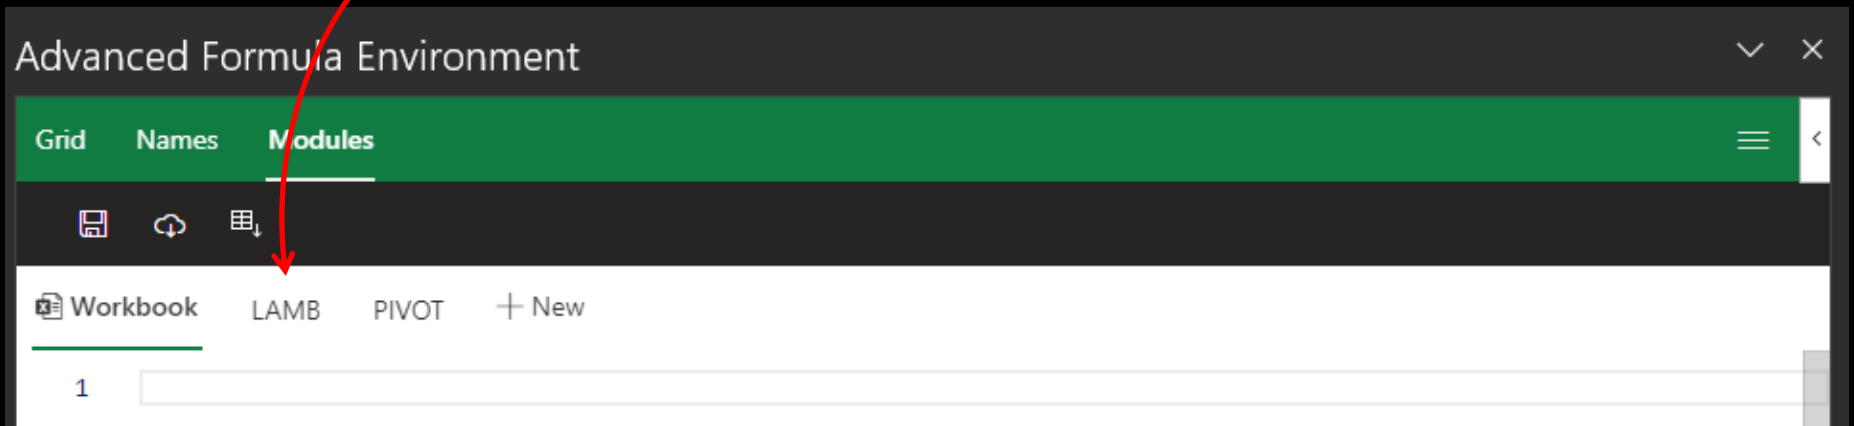 Advanced Formula Environment
Grid Names Modules
Workbook LAMB PIVOT + New
1